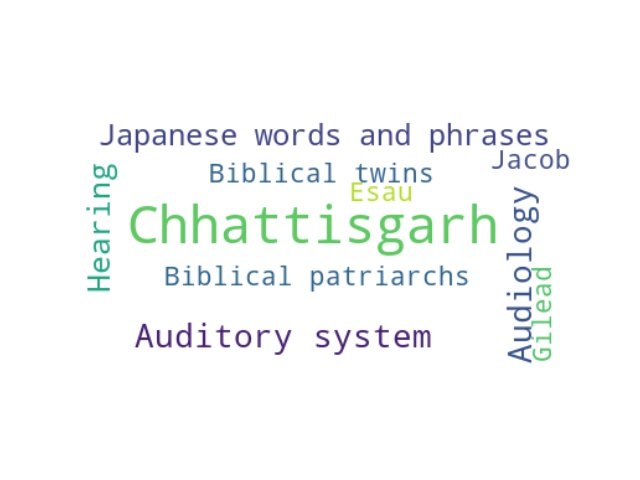 Japanese words and phrases
Jacob
Biblical twins
Esau
Hearing
Chhattisgarh
Audiology
Biblical patriarchs
Gilead
Auditory system